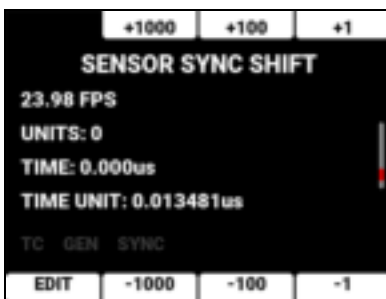 +1000 +100 +1
SENSOR SYNC SHIFT
23.98 FPS
UNITS: 0
TIME: 0.000us
TIME UNIT: 0.013481us
TC GEN SYNC
EDIT -1000 -100 -1